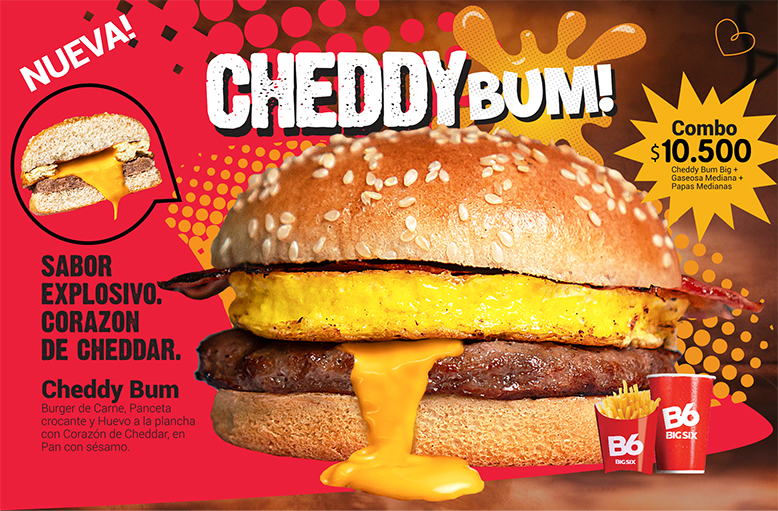 NUEVA!
CHEDDY BUM!
Combo
$10.500
Cheddy Bum Big +
Gaseosa Mediana +
Papas Medianas
SABOR
EXPLOSIVO.
CORAZON
DE CHEDDAR.
Cheddy Bum
Burger de Carne, Panceta
crocante y Huevo a la plancha
con Corazón de Cheddar, en
Pan con sésamo.
B6
BIG SIX
B6
BIG SIX